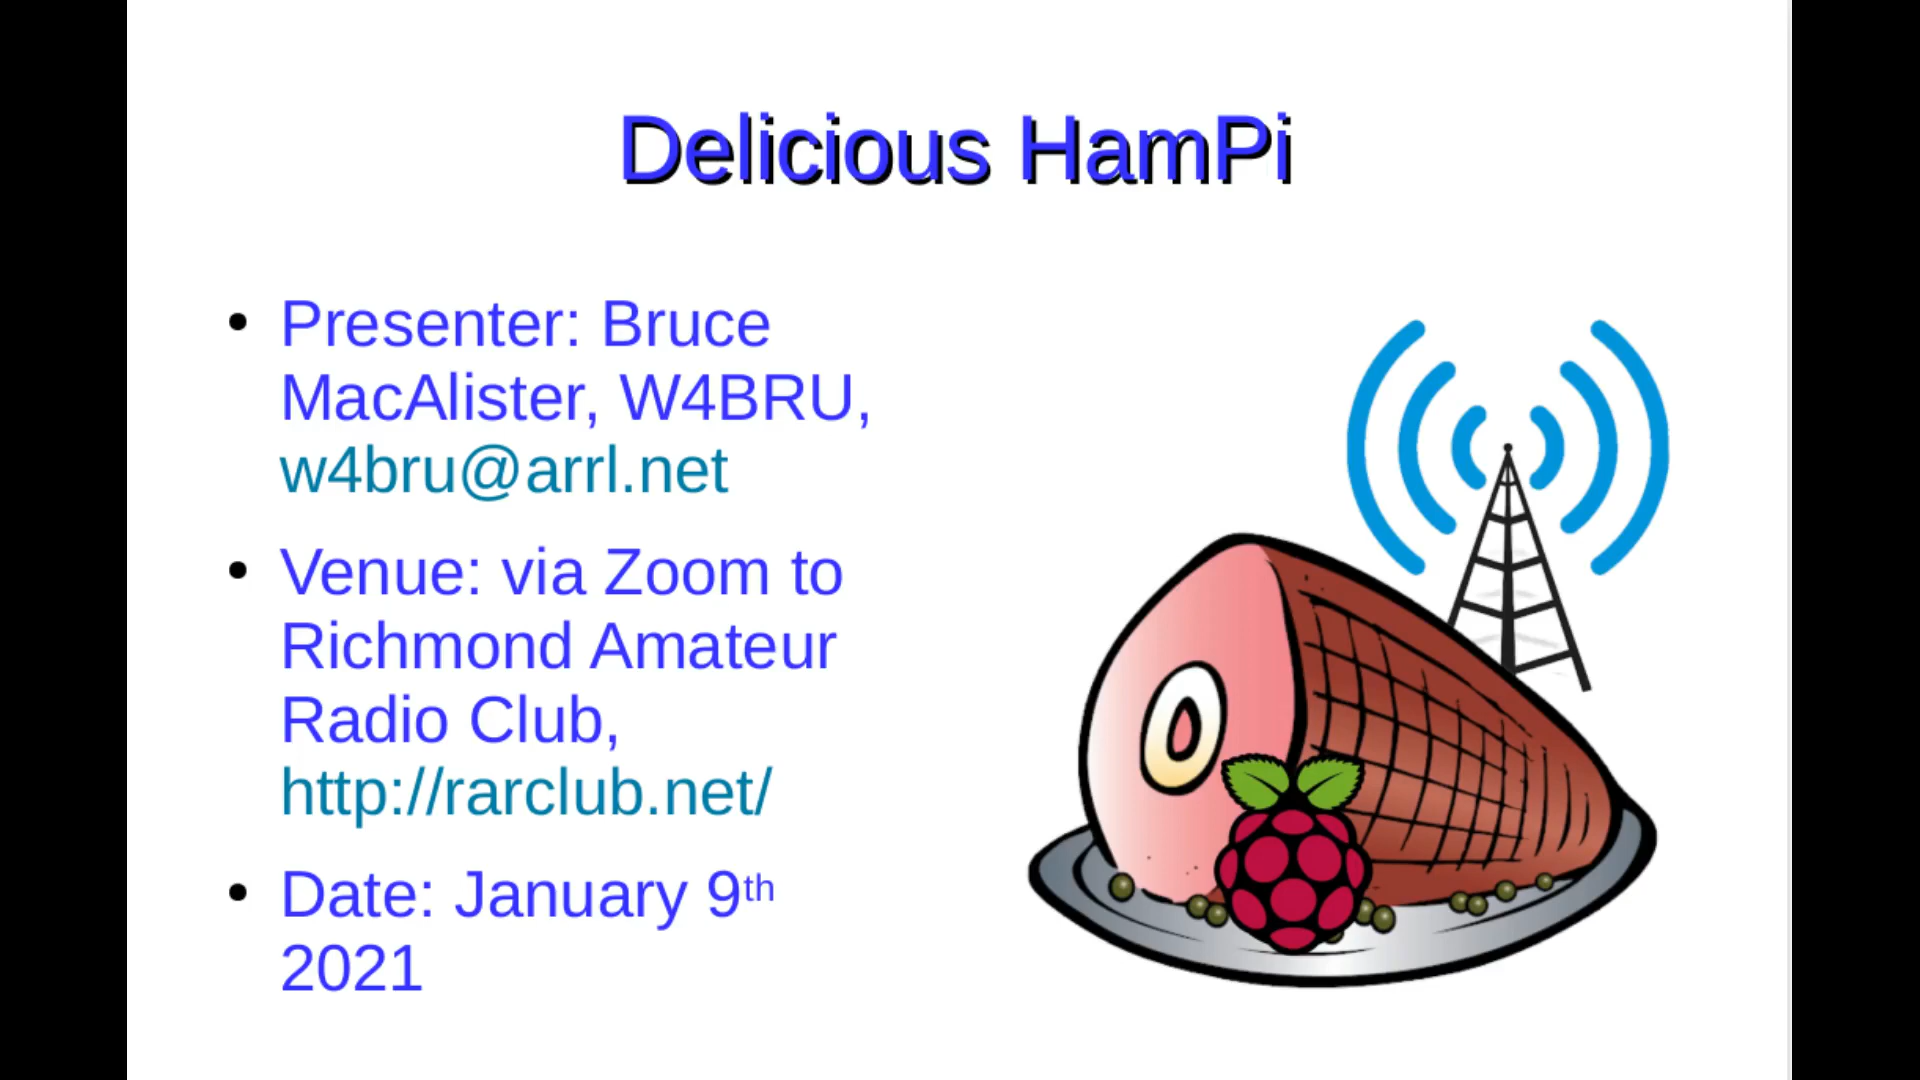 Delicious HamPi
• Presenter: Bruce
MacAlister, W4BRU,
w4bru@arrl.net
• Venue: via Zoom to
Richmond Amateur
Radio Club,
http://rarclub.net/
• Date: January 9th
2021